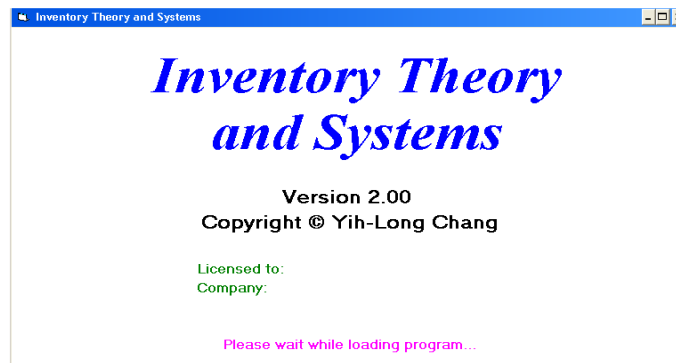 Inventory Theory and Systems
Inventory Theory
and Systems
Version 2.00
Copyright © Yih-Long Chang
Licensed to:
Company:
Please wait while loading program...